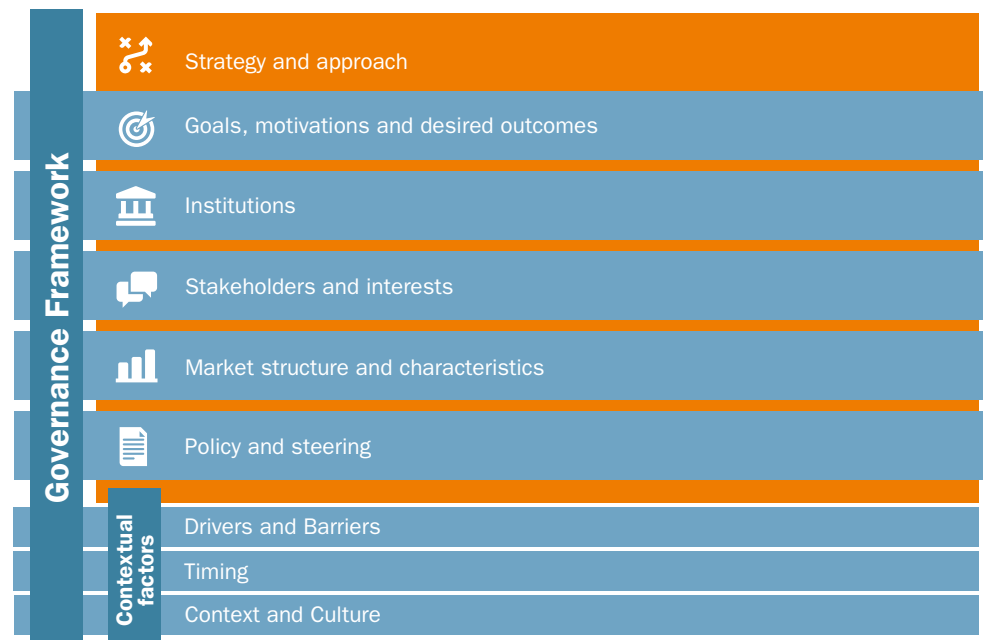 Governance Framework
Strategy and approach
Goals, motivations and desired outcomes
Institutions
Stakeholders and interests
Market structure and characteristics
Policy and steering
Contextual
factors
Drivers and Barriers
Timing
Context and Culture